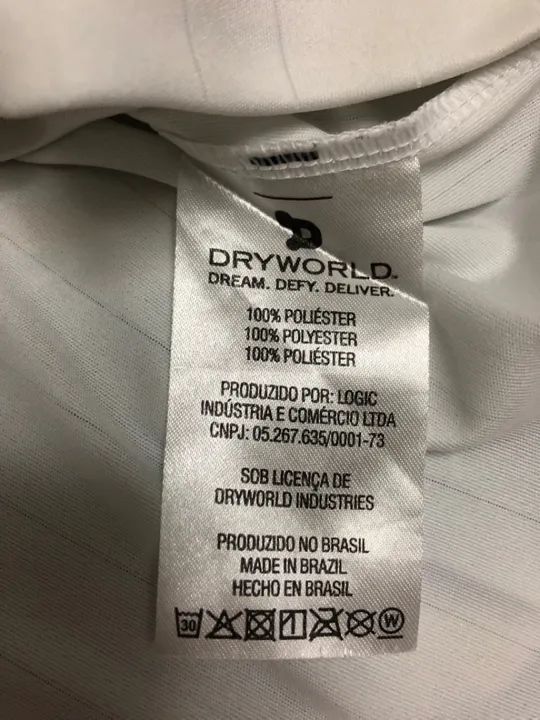 DRYWORLD.
DREAM. DEFY. DELIVER.
100% POLIÉSTER
100% POLYESTER
100% POLIÉSTER
PRODUZIDO POR: LOGIC
INDÚSTRIA E COMÉRCIO LTDA
CNPJ: 05.267.635/0001-73
SOB LICENÇA DE
DRYWORLD INDUSTRIES
PRODUZIDO NO BRASIL
MADE IN BRAZIL
HECHO EN BRASIL
30 W